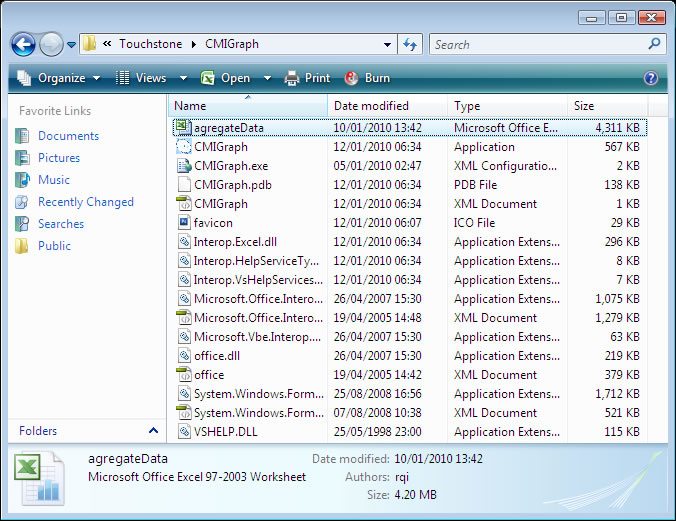 « Touchstone CMIGraph Search
Organize Views Open Print Burn
Favorite Links
Documents
Pictures
Music
Recently Changed
Searches
Public
Folders
Name Date modified Type Size
agregateData 10/01/2010 13:42 Microsoft Office E... 4,311 KB
CMIGraph 12/01/2010 06:34 Application 567 KB
CMIGraph.exe 05/01/2010 02:47 XML Configuratio... 2 KB
CMIGraph.pdb 12/01/2010 06:34 PDB File 138 KB
CMIGraph 12/01/2010 06:34 XML Document 1 KB
favicon 12/01/2010 06:07 ICO File 29 KB
Interop.Excel.dll 12/01/2010 06:34 Application Extens... 296 KB
Interop.HelpServiceTy... 12/01/2010 06:34 Application Extens... 8 KB
Interop.VsHelpServices... 12/01/2010 06:34 Application Extens... 7 KB
Microsoft.Office.Intero... 26/04/2007 15:30 Application Extens... 1,075 KB
Microsoft.Office.Intero... 19/04/2005 14:48 XML Document 1,279 KB
Microsoft.Vbe.Interop.... 26/04/2007 15:30 Application Extens... 63 KB
office.dll 26/04/2007 15:30 Application Extens... 219 KB
office 19/04/2005 14:42 XML Document 379 KB
System.Windows.Form... 25/08/2008 16:56 Application Extens... 1,712 KB
System.Windows.Form... 07/08/2008 10:38 XML Document 521 KB
VSHELP.DLL 25/05/1998 23:00 Application Extens... 115 KB
agregateData Date modified: 10/01/2010 13:42
Microsoft Office Excel 97-2003 Worksheet Authors: rqi
Size: 4.20 MB